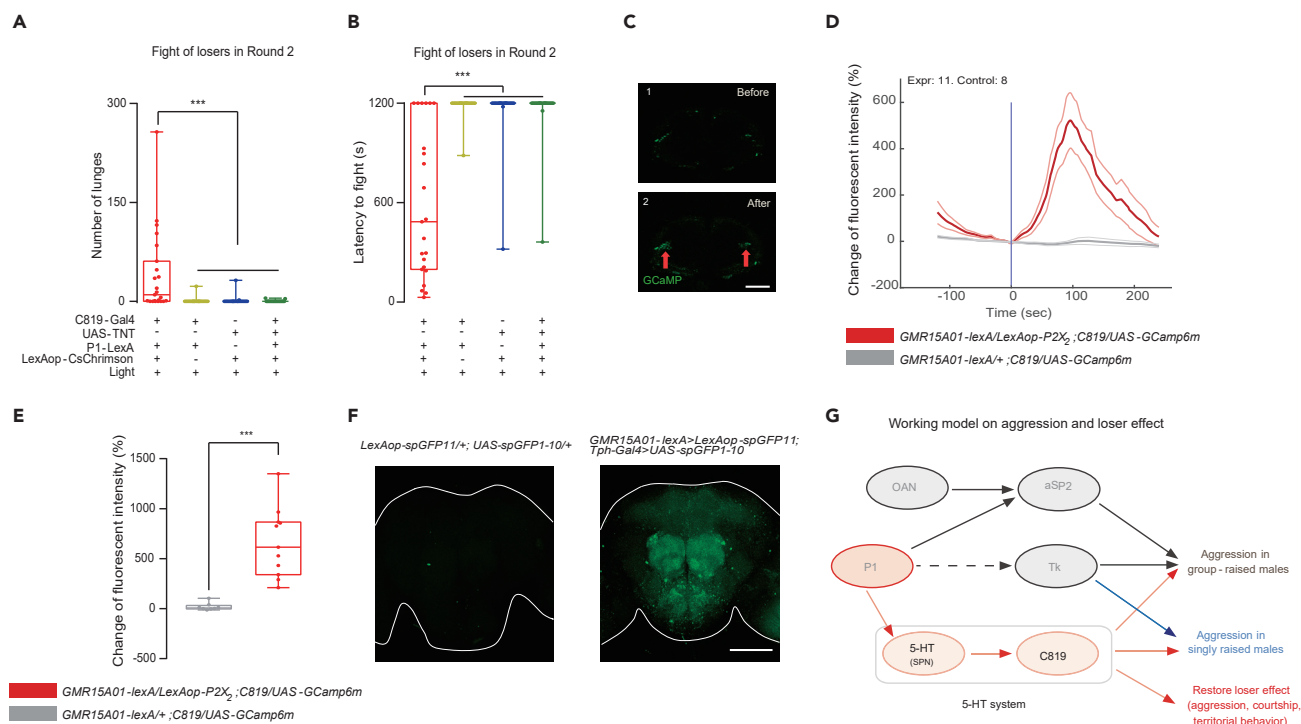 A
Fight of losers in Round 2
***
300
150
0
Number of lunges
C819-Gal4 + + - +
UAS-TNT - - + +
P1-LexA + + + +
LexAop-CsChrimson + - + +
Light + + + +
B
Fight of losers in Round 2
***
1200
600
0
Latency to fight (s)
+ + - +
- - + +
+ + + +
+ - + +
+ + + +
C
1 Before
2 After
GCaMP
D
Expr: 11. Control: 8
600
400
200
0
-200
Change of fluorescent intensity (%)
-100 0 100 200
Time (sec)
GMR15A01-lexA/LexAop-P2X2 ;C819/UAS-GCamp6m
GMR15A01-lexA/+ ;C819/UAS-GCamp6m
E
***
1500
1000
500
0
-500
Change of fluorescent intensity (%)
GMR15A01-lexA/LexAop-P2X2 ;C819/UAS-GCamp6m
GMR15A01-lexA/+ ;C819/UAS-GCamp6m
F
LexAop-spGFP11/+; UAS-spGFP1-10/+
GMR15A01-lexA>LexAop-spGFP11;
Tph-Gal4>UAS-spGFP1-10
G
Working model on aggression and loser effect
OAN
aSP2
P1
Tk
Aggression in
group-raised males
5-HT
(SPN)
C819
Aggression in
singly raised males
5-HT system
Restore loser effect
(aggression, courtship,
territorial behavior)